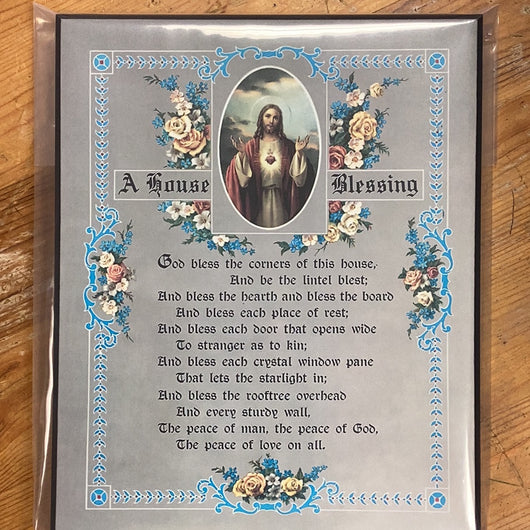 A House Blessing
God bless the corners of this house,
And be the lintel blest;
And bless the hearth and bless the board
And bless each place of rest;
And bless each door that opens wide
To stranger as to kin;
And bless each crystal window pane
That lets the starlight in;
And bless the rooftree overhead
And every sturdy wall,
The peace of man, the peace of God,
The peace of love on all.